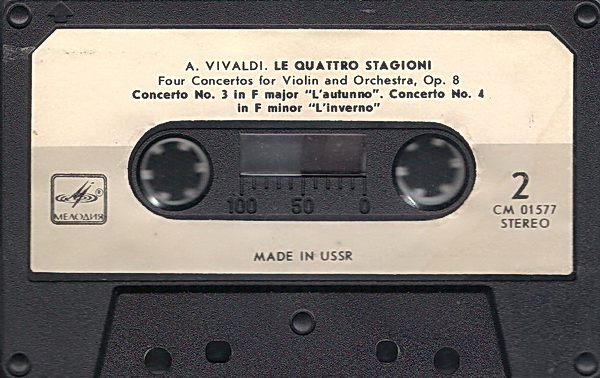 A. VIVALDI. LE QUATTRO STAGIONI
Four Concertos for Violin and Orchestra, Op. 8
Concerto No. 3 in F major "L'autunno". Concerto No. 4
in F minor "L'inverno"
100 50 0
МЕЛОДИЯ
2
CM 01577
STEREO
MADE IN USSR